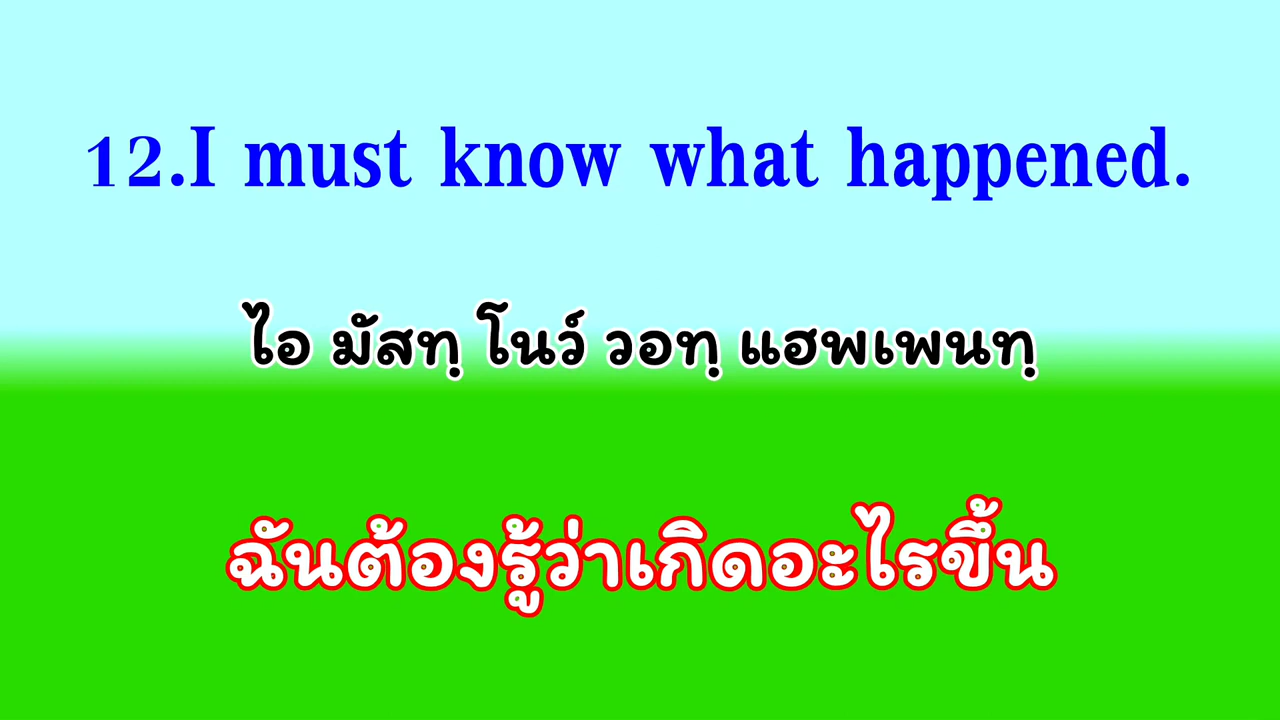 12.I must know what happened.
ไอ มัสทฺ โนว์ วอทฺ แฮพเพนทฺ
ฉันต้องรู้ว่าเกิดอะไรขึ้น